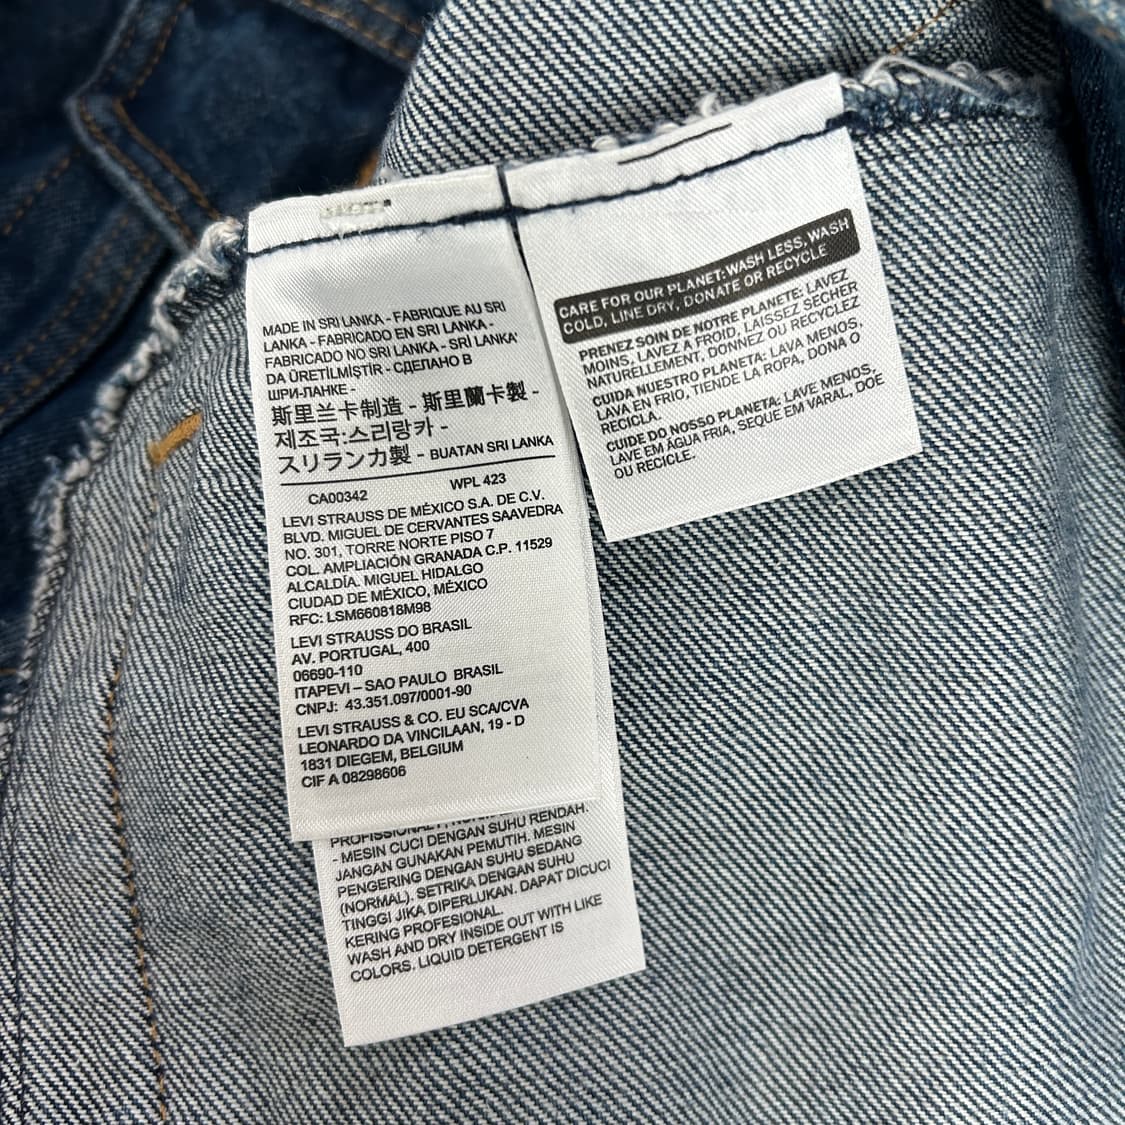 MADE IN SRI LANKA - FABRIQUE AU SRI
LANKA - FABRICADO EN SRI LANKA -
FABRICADO NO SRI LANKA - SRİ LANKA'
DA ÜRETİLMİŞTİR - СДЕЛАНО В
ШРИ-ЛАНКЕ -
斯里兰卡制造 - 斯里蘭卡製 -
제조국:스리랑카 -
スリランカ製 - BUATAN SRI LANKA
CA00342 WPL 423
LEVI STRAUSS DE MÉXICO S.A. DE C.V.
BLVD. MIGUEL DE CERVANTES SAAVEDRA
NO. 301, TORRE NORTE PISO 7
COL. AMPLIACIÓN GRANADA C.P. 11529
ALCALDÍA. MIGUEL HIDALGO
CIUDAD DE MÉXICO, MÉXICO
RFC: LSM660818M98
LEVI STRAUSS DO BRASIL
AV. PORTUGAL, 400
06690-110
ITAPEVI – SAO PAULO BRASIL
CNPJ: 43.351.097/0001-90
LEVI STRAUSS & CO. EU SCA/CVA
LEONARDO DA VINCILAAN, 19 - D
1831 DIEGEM, BELGIUM
CIF A 08298606
- MESIN CUCI DENGAN SUHU RENDAH.
JANGAN GUNAKAN PEMUTIH. MESIN
PENGERING DENGAN SUHU SEDANG
(NORMAL). SETRIKA DENGAN SUHU
TINGGI JIKA DIPERLUKAN. DAPAT DICUCI
KERING PROFESIONAL.
WASH AND DRY INSIDE OUT WITH LIKE
COLORS. LIQUID DETERGENT IS
CARE FOR OUR PLANET: WASH LESS, WASH
COLD, LINE DRY, DONATE OR RECYCLE
PRENEZ SOIN DE NOTRE PLANETE: LAVEZ
MOINS, LAVEZ A FROID, LAISSEZ SECHER
NATURELLEMENT, DONNEZ OU RECYCLEZ
CUIDA NUESTRO PLANETA: LAVA MENOS,
LAVA EN FRIO, TIENDE LA ROPA, DONA O
RECICLA.
CUIDE DO NOSSO PLANETA: LAVE MENOS,
LAVE EM ÁGUA FRIA, SEQUE EM VARAL, DOE
OU RECICLE.